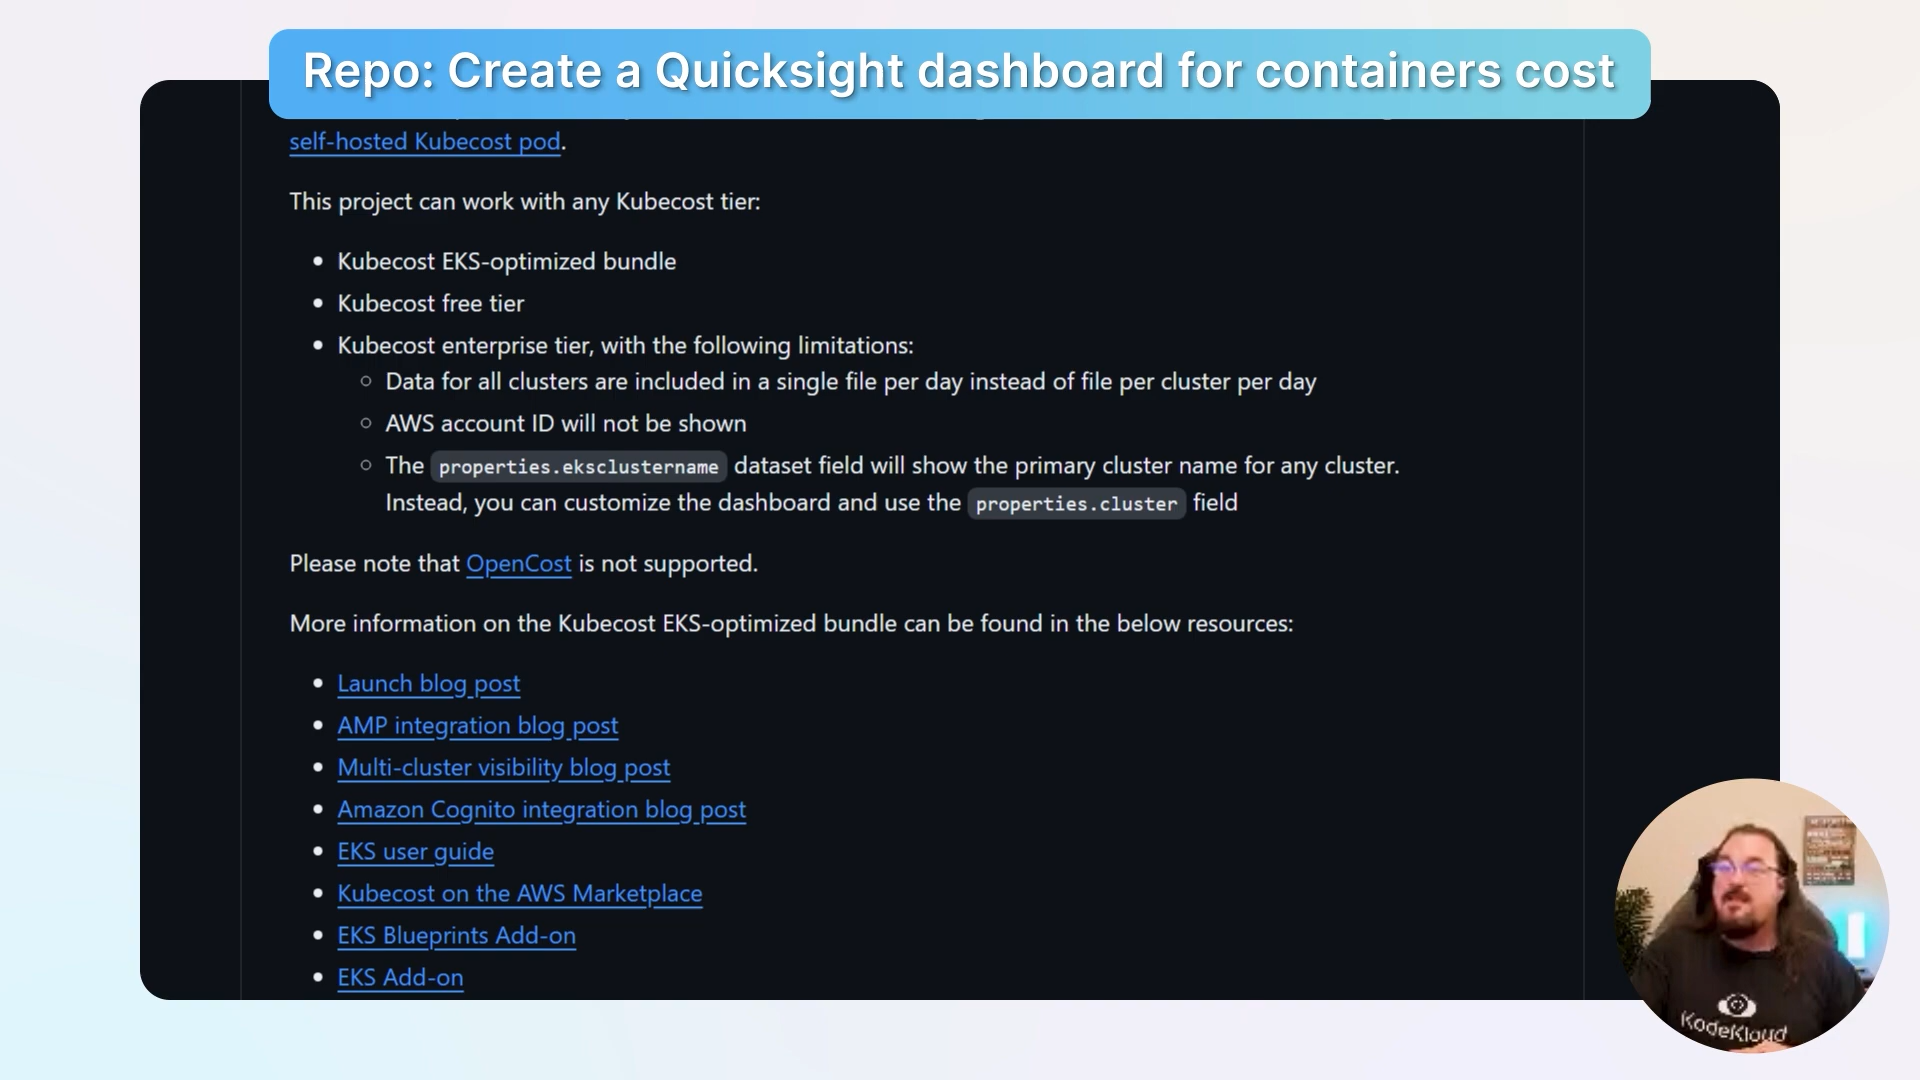 Repo: Create a Quicksight dashboard for containers cost
self-hosted Kubecost pod.
This project can work with any Kubecost tier:
Kubecost EKS-optimized bundle
Kubecost free tier
Kubecost enterprise tier, with the following limitations:
Data for all clusters are included in a single file per day instead of file per cluster per day
AWS account ID will not be shown
The properties.eksclustername dataset field will show the primary cluster name for any cluster.
Instead, you can customize the dashboard and use the properties.cluster field
Please note that OpenCost is not supported.
More information on the Kubecost EKS-optimized bundle can be found in the below resources:
Launch blog post
AMP integration blog post
Multi-cluster visibility blog post
Amazon Cognito integration blog post
EKS user guide
Kubecost on the AWS Marketplace
EKS Blueprints Add-on
EKS Add-on
KodeKloud